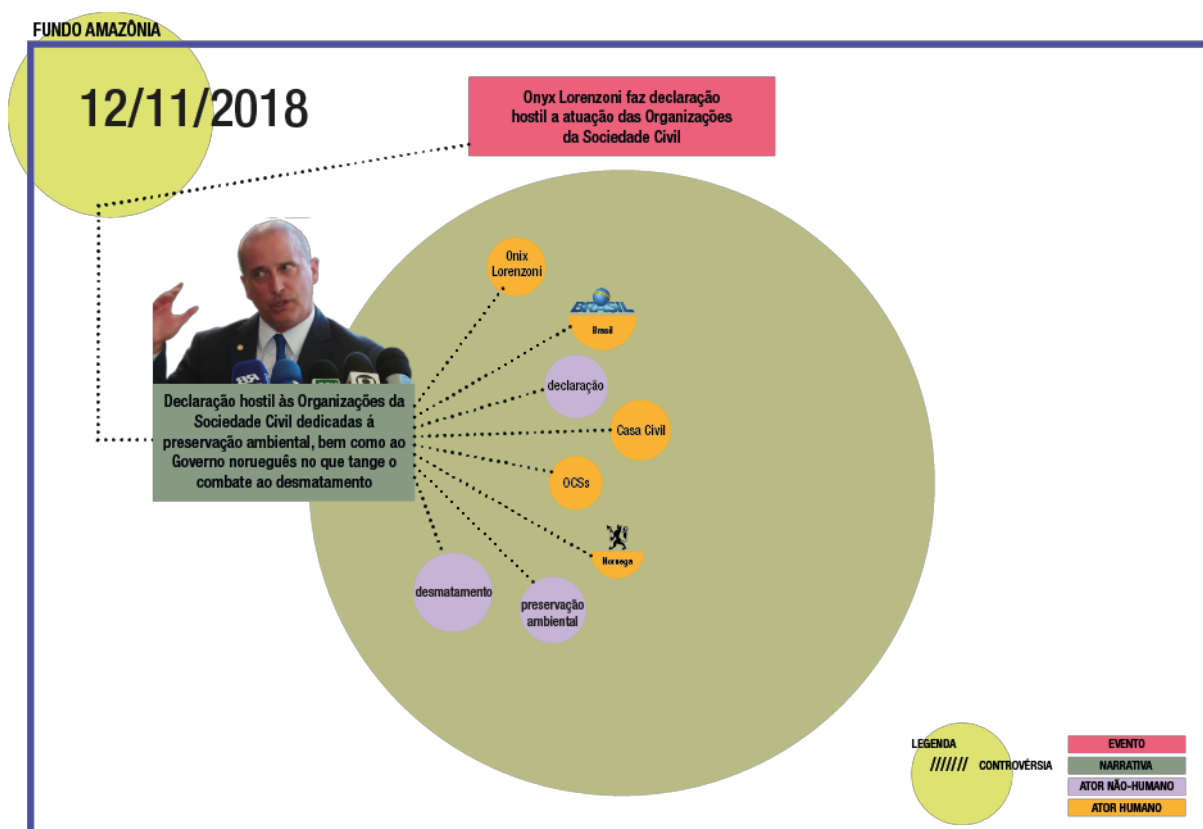 FUNDO AMAZÔNIA
12/11/2018
Onyx Lorenzoni faz declaração
hostil a atuação das Organizações
da Sociedade Civil
Onix
Lorenzoni
BRASIL
Brasil
declaração
Casa Civil
OCSs
Noruega
desmatamento
preservação
ambiental
Declaração hostil às Organizações da
Sociedade Civil dedicadas á
preservação ambiental, bem como ao
Governo norueguês no que tange o
combate ao desmatamento
LEGENDA
/////// CONTROVÉRSIA
EVENTO
NARRATIVA
ATOR NÃO-HUMANO
ATOR HUMANO